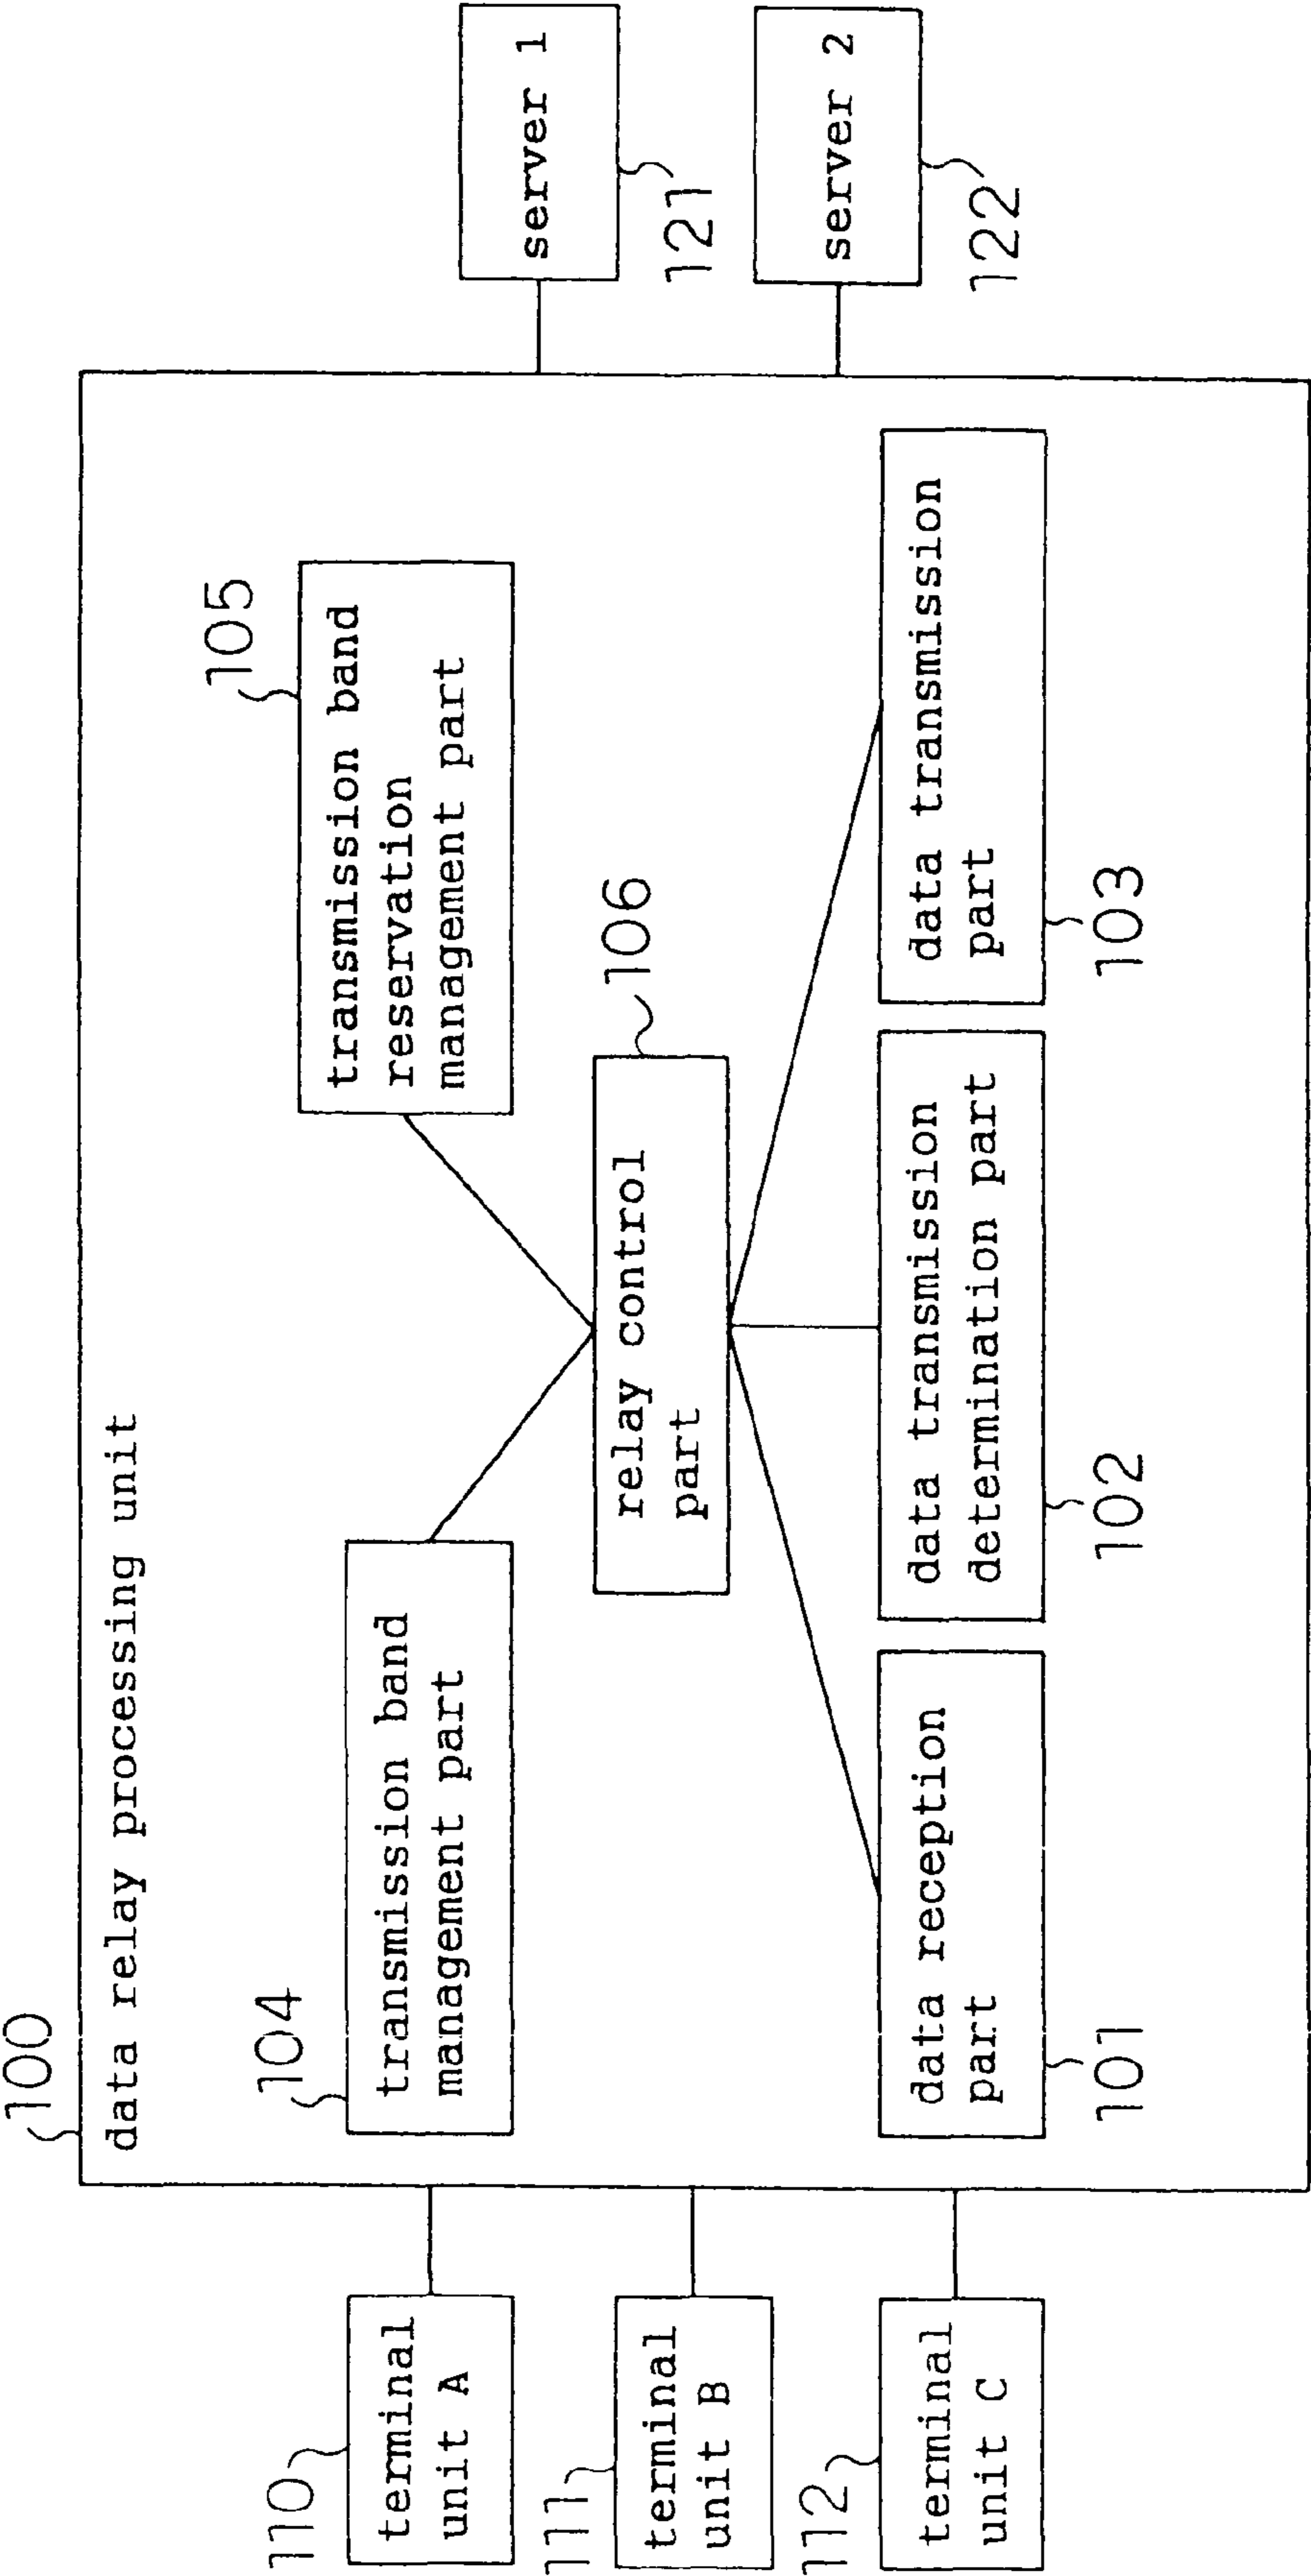 100
data relay processing unit
104
transmission band
management part
105
transmission band
reservation
management part
106
relay control
part
data reception
part
101
data transmission
determination part
102
data transmission
part
103
110
terminal
unit A
111
terminal
unit B
112
terminal
unit C
server 1
121
server 2
122